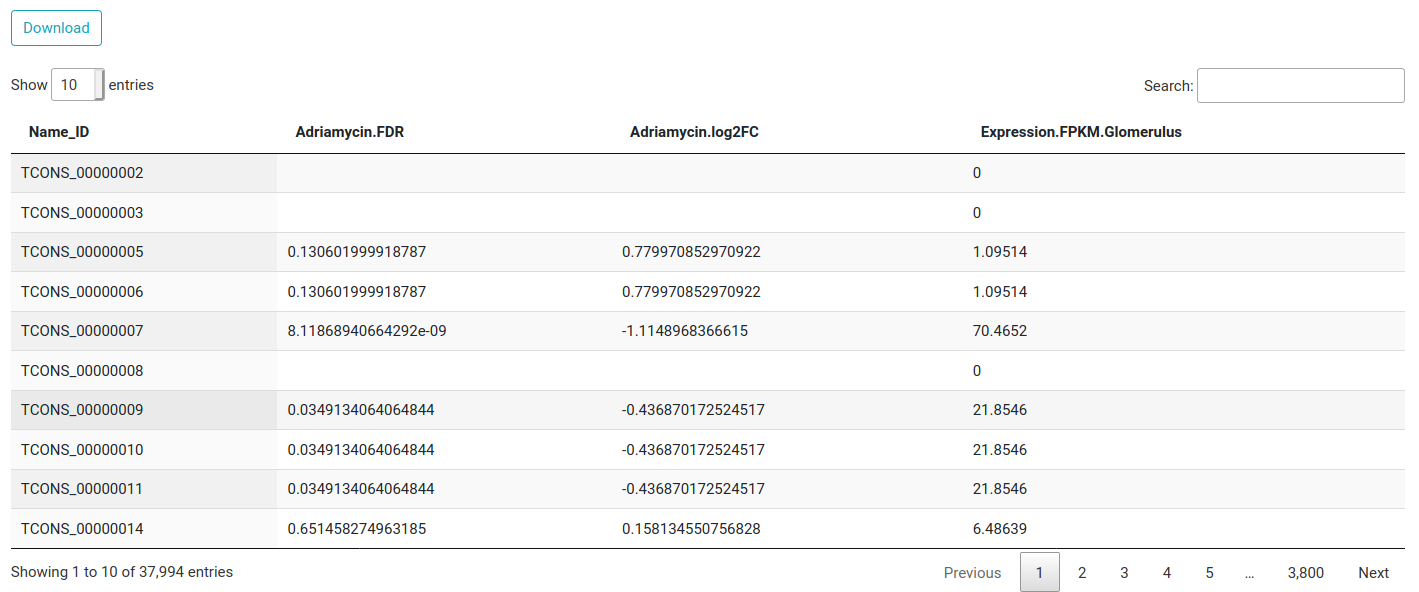 Download
Show 10 entries Search:
Name_ID Adriamycin.FDR Adriamycin.log2FC Expression.FPKM.Glomerulus
TCONS_00000002 0
TCONS_00000003 0
TCONS_00000005 0.130601999918787 0.779970852970922 1.09514
TCONS_00000006 0.130601999918787 0.779970852970922 1.09514
TCONS_00000007 8.11868940664292e-09 -1.1148968366615 70.4652
TCONS_00000008 0
TCONS_00000009 0.0349134064064844 -0.436870172524517 21.8546
TCONS_00000010 0.0349134064064844 -0.436870172524517 21.8546
TCONS_00000011 0.0349134064064844 -0.436870172524517 21.8546
TCONS_00000014 0.651458274963185 0.158134550756828 6.48639
Showing 1 to 10 of 37,994 entries Previous 1 2 3 4 5 ... 3,800 Next